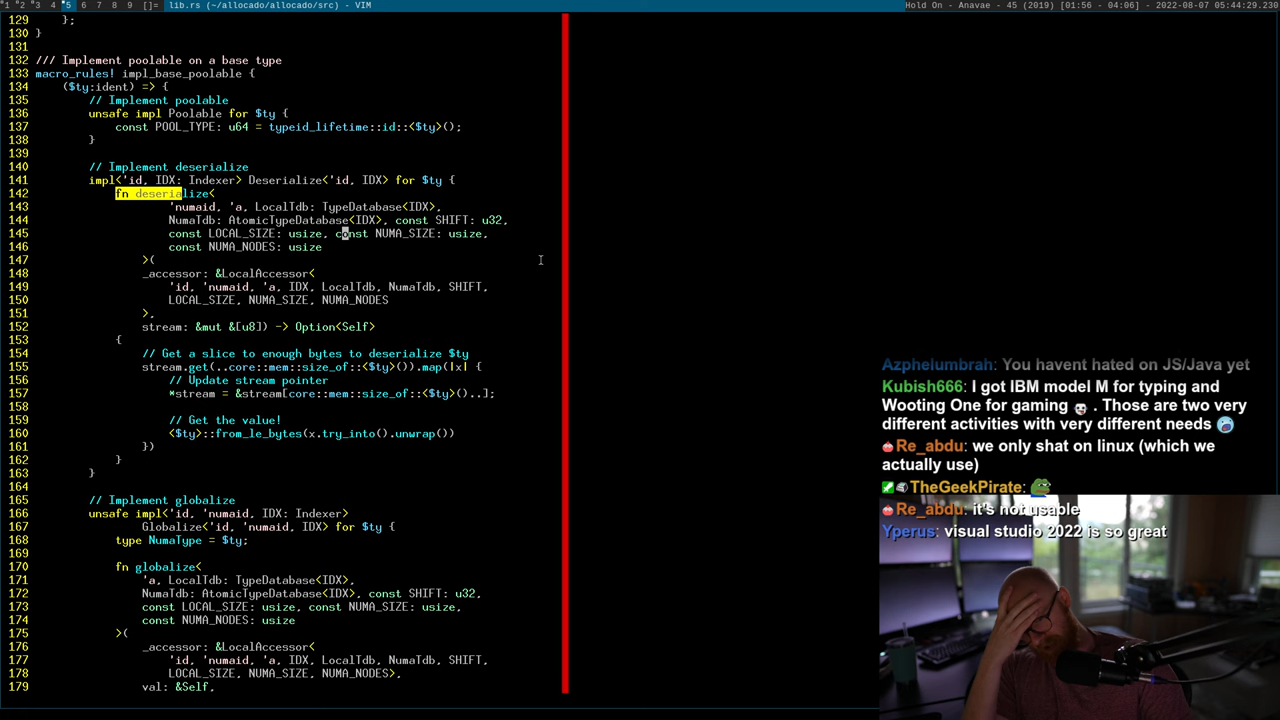 1 2 3 4 5 6 7 8 9 []= lib.rs (~/allocado/allocado/src) - VIM
Hold On - Anavae - 45 (2019) [01:56 - 04:06] - 2022-08-07 05:44:29.230
129 };
130 }
131
132 /// Implement poolable on a base type
133 macro_rules! impl_base_poolable {
134 ($ty:ident) => {
135 // Implement poolable
136 unsafe impl Poolable for $ty {
137 const POOL_TYPE: u64 = typeid_lifetime::id::<$ty>();
138 }
139
140 // Implement deserialize
141 impl<'id, IDX: Indexer> Deserialize<'id, IDX> for $ty {
142 fn deserialize<
143 'numaid, 'a, LocalTdb: TypeDatabase<IDX>,
144 NumaTdb: AtomicTypeDatabase<IDX>, const SHIFT: u32,
145 const LOCAL_SIZE: usize, const NUMA_SIZE: usize,
146 const NUMA_NODES: usize
147 >(
148 _accessor: &LocalAccessor<
149 'id, 'numaid, 'a, IDX, LocalTdb, NumaTdb, SHIFT,
150 LOCAL_SIZE, NUMA_SIZE, NUMA_NODES
151 >,
152 stream: &mut &[u8]) -> Option<Self>
153 {
154 // Get a slice to enough bytes to deserialize $ty
155 stream.get(..core::mem::size_of::<$ty>()).map(|x| {
156 // Update stream pointer
157 *stream = &stream[core::mem::size_of::<$ty>()..];
158
159 // Get the value!
160 <$ty>::from_le_bytes(x.try_into().unwrap())
161 })
162 }
163 }
164
165 // Implement globalize
166 unsafe impl<'id, 'numaid, IDX: Indexer>
167 Globalize<'id, 'numaid, IDX> for $ty {
168 type NumaType = $ty;
169
170 fn globalize<
171 'a, LocalTdb: TypeDatabase<IDX>,
172 NumaTdb: AtomicTypeDatabase<IDX>, const SHIFT: u32,
173 const LOCAL_SIZE: usize, const NUMA_SIZE: usize,
174 const NUMA_NODES: usize
175 >(
176 _accessor: &LocalAccessor<
177 'id, 'numaid, 'a, IDX, LocalTdb, NumaTdb, SHIFT,
178 LOCAL_SIZE, NUMA_SIZE, NUMA_NODES>,
179 val: &Self,
Azphelumbrah: You havent hated on JS/Java yet
Kubish666: I got IBM model M for typing and
Wooting One for gaming . Those are two very
different activities with very different needs
Re_abdu: we only shat on linux (which we
actually use)
TheGeekPirate:
Re_abdu: it's not usable
Yperus: visual studio 2022 is so great